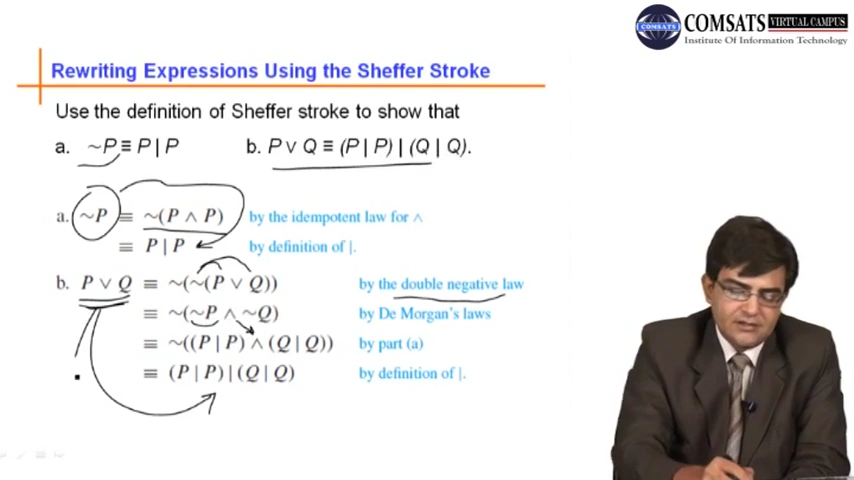 COMSATS VIRTUAL CAMPUS
COMSATS
Institute Of Information Technology
Rewriting Expressions Using the Sheffer Stroke
Use the definition of Sheffer stroke to show that
a. ~P ≡ P | P b. P ∨ Q ≡ (P | P) | (Q | Q).
a. ~P ≡ ~(P ∧ P) by the idempotent law for ∧
≡ P | P by definition of |.
b. P ∨ Q ≡ ~(~(P ∨ Q)) by the double negative law
≡ ~(~P ∧ ~Q) by De Morgan's laws
≡ ~((P | P) ∧ (Q | Q)) by part (a)
≡ (P | P) | (Q | Q) by definition of |.